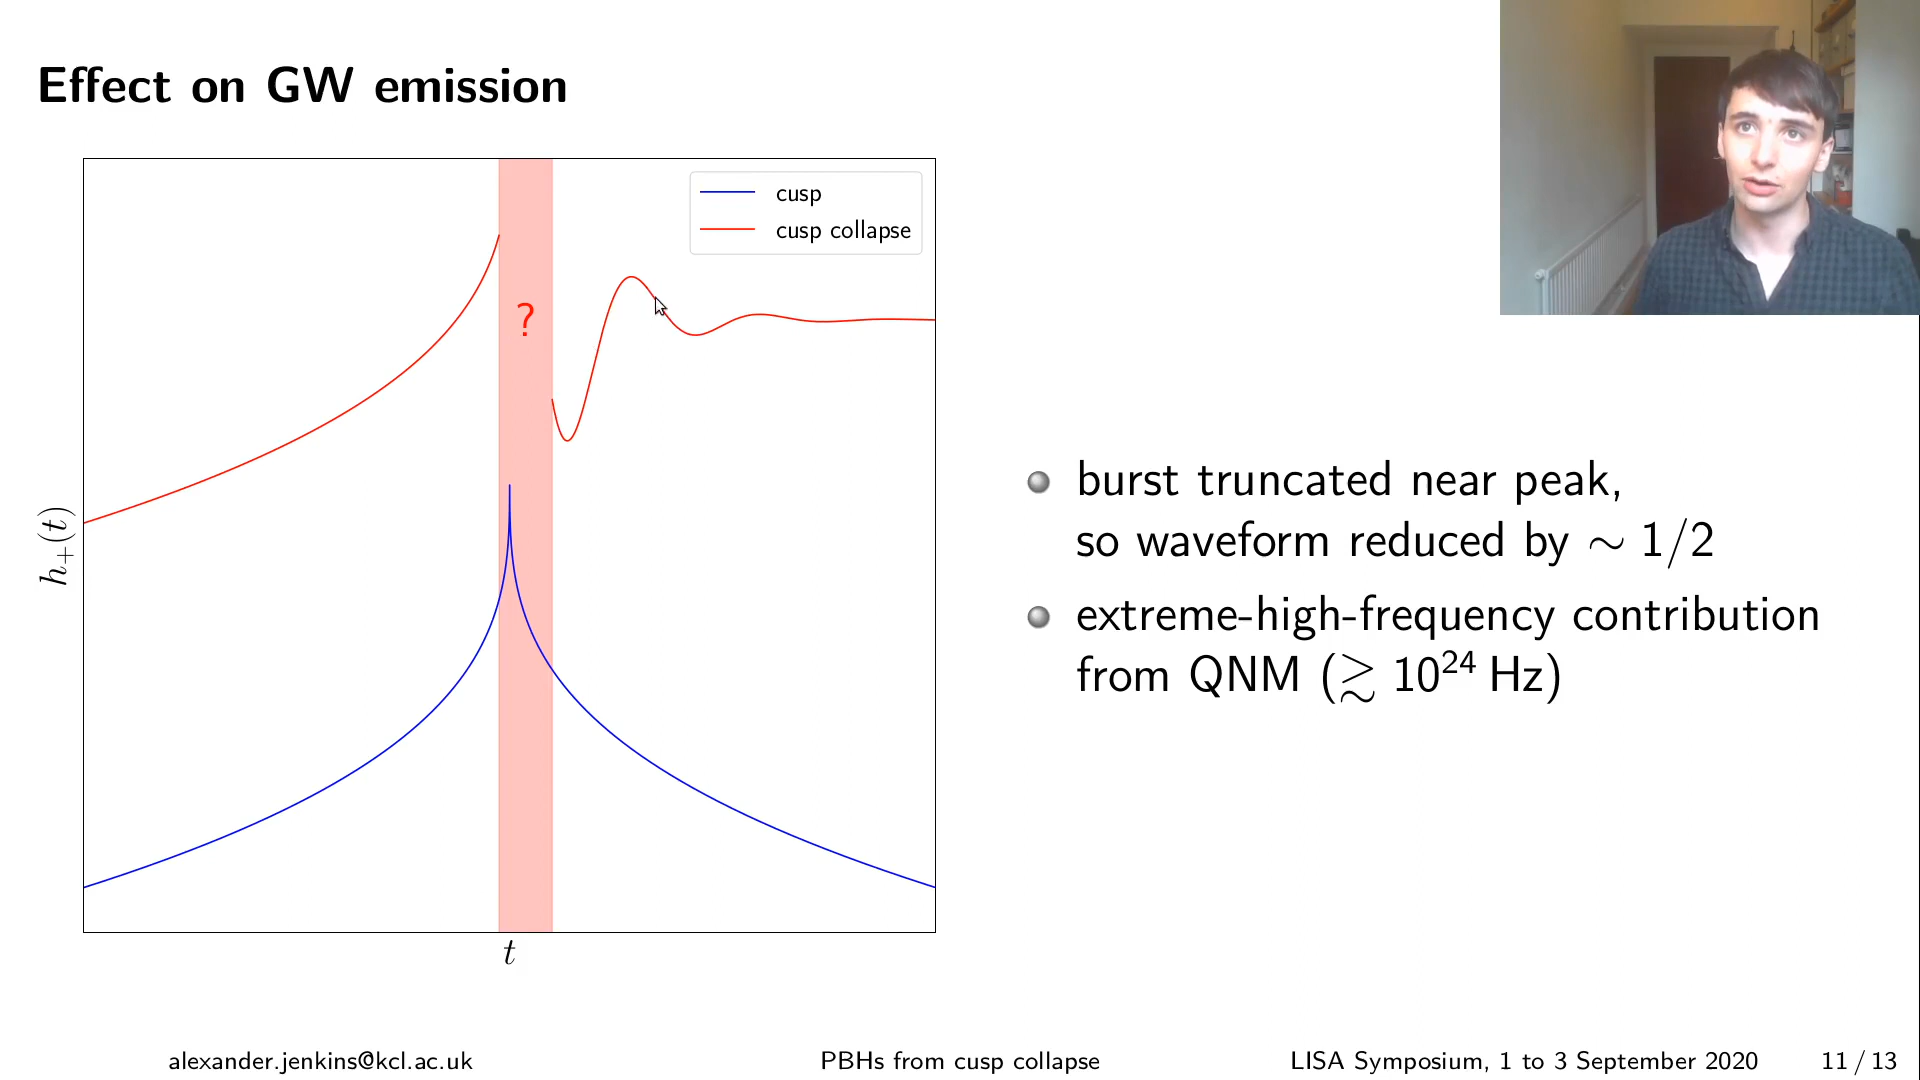 Effect on GW emission
cusp
cusp collapse
?
h₊(t)
t
burst truncated near peak,
so waveform reduced by ∼ 1/2
extreme-high-frequency contribution
from QNM (≳ 10²⁴ Hz)
alexander.jenkins@kcl.ac.uk
PBHs from cusp collapse
LISA Symposium, 1 to 3 September 2020
11 / 13